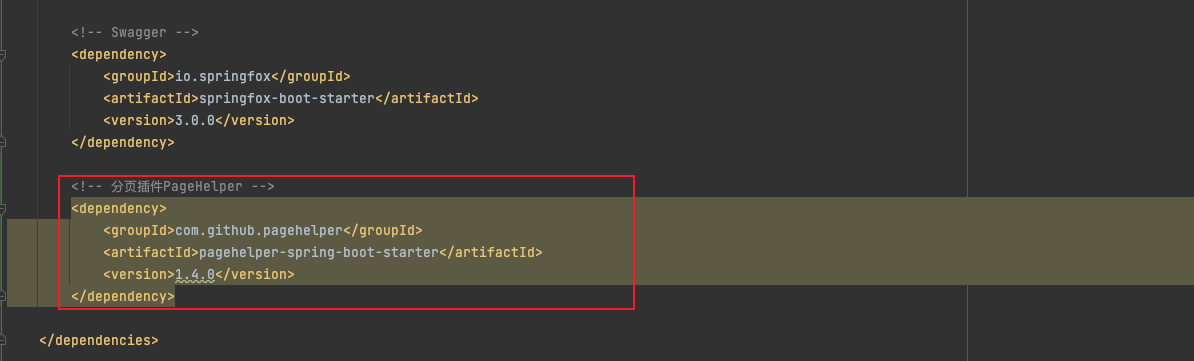 <!-- Swagger -->
<dependency>
<groupId>io.springfox</groupId>
<artifactId>springfox-boot-starter</artifactId>
<version>3.0.0</version>
</dependency>
<!-- 分页插件PageHelper -->
<dependency>
<groupId>com.github.pagehelper</groupId>
<artifactId>pagehelper-spring-boot-starter</artifactId>
<version>1.4.0</version>
</dependency>
</dependencies>